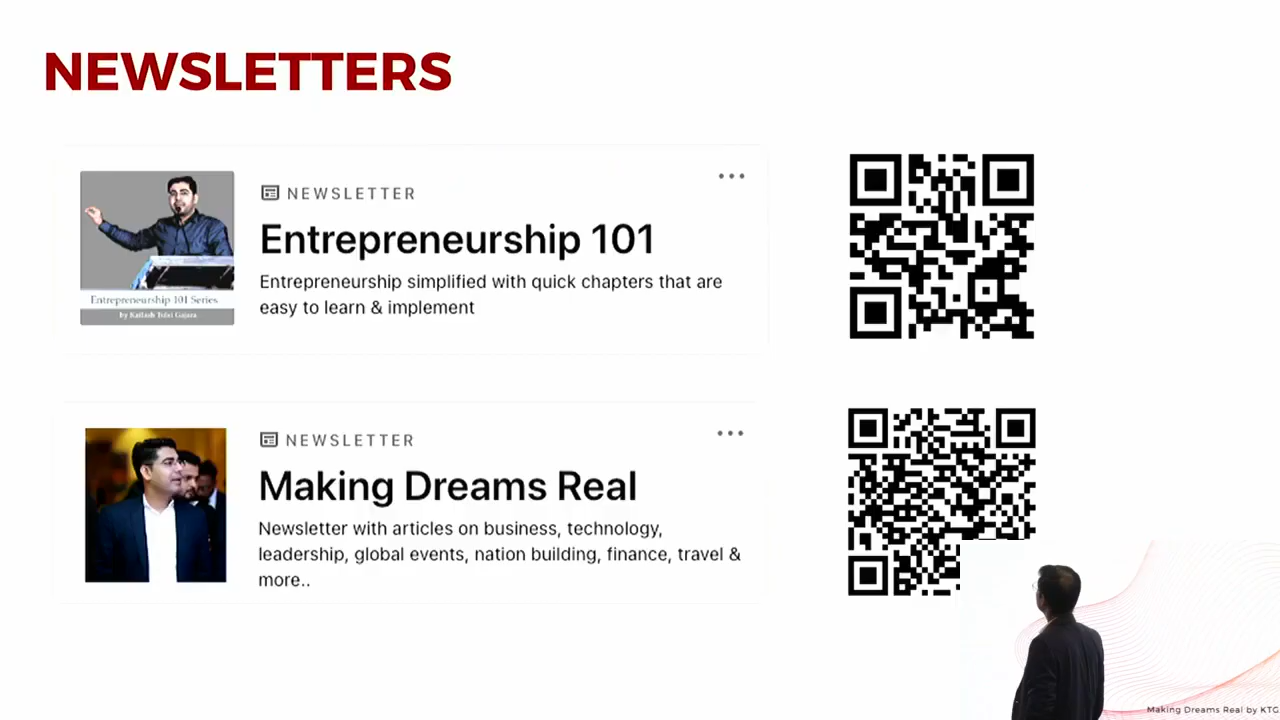 NEWSLETTERS
NEWSLETTER
Entrepreneurship 101
Entrepreneurship simplified with quick chapters that are
easy to learn & implement
Entrepreneurship 101 Series
by Kailash Tulsi Gajara
NEWSLETTER
Making Dreams Real
Newsletter with articles on business, technology,
leadership, global events, nation building, finance, travel &
more..
Making Dreams Real by KTG